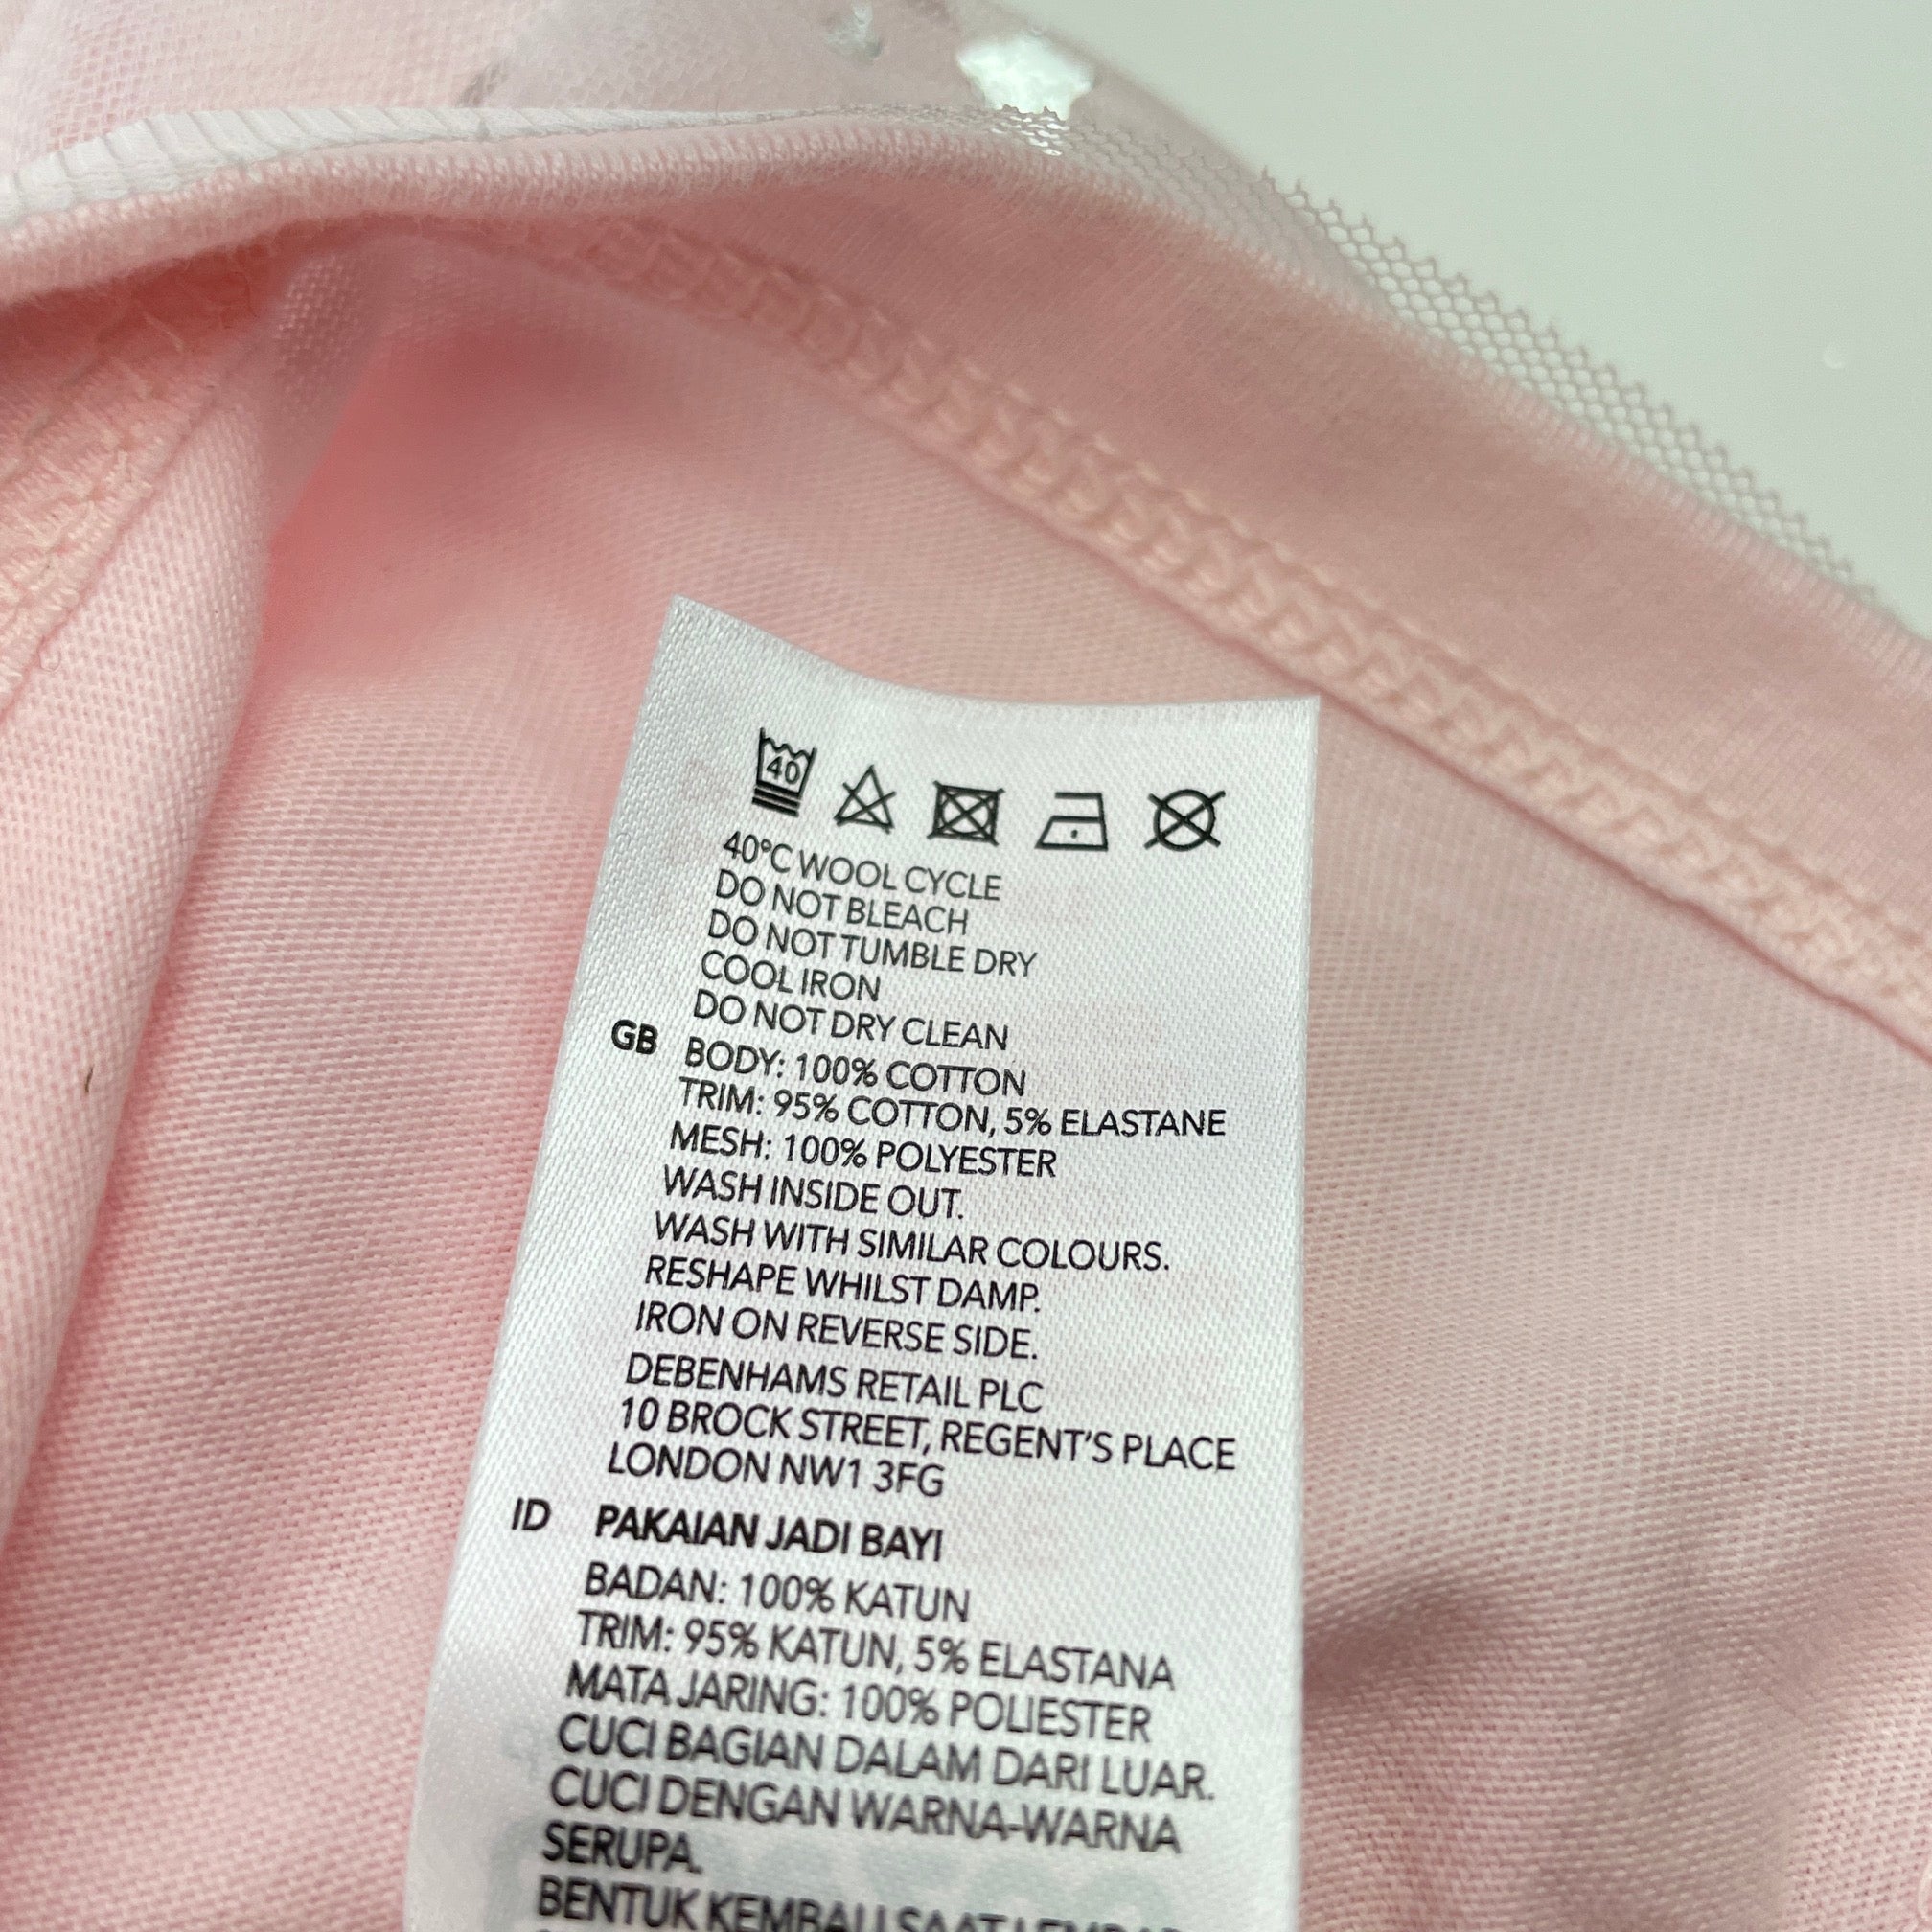 40
40°C WOOL CYCLE
DO NOT BLEACH
DO NOT TUMBLE DRY
COOL IRON
DO NOT DRY CLEAN
GB BODY: 100% COTTON
TRIM: 95% COTTON, 5% ELASTANE
MESH: 100% POLYESTER
WASH INSIDE OUT.
WASH WITH SIMILAR COLOURS.
RESHAPE WHILST DAMP.
IRON ON REVERSE SIDE.
DEBENHAMS RETAIL PLC
10 BROCK STREET, REGENT'S PLACE
LONDON NW1 3FG
ID PAKAIAN JADI BAYI
BADAN: 100% KATUN
TRIM: 95% KATUN, 5% ELASTANA
MATA JARING: 100% POLIESTER
CUCI BAGIAN DALAM DARI LUAR.
CUCI DENGAN WARNA-WARNA
SERUPA.
BENTUK KEMBALI SAAT LEMBAB